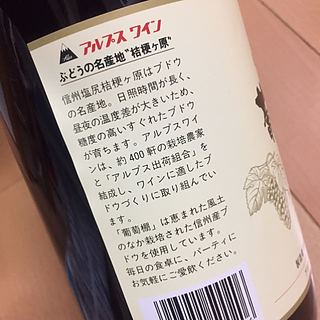 アルプス ワイン
ぶどうの名産地"桔梗ヶ原"
信州塩尻桔梗ヶ原はブドウ
の名産地。日照時間が長く、
昼夜の温度差が大きいため、
糖度の高いすぐれたブドウ
が育ちます。アルプスワイ
ンは、約400軒の栽培農家
と「アルプス出荷組合」を
結成し、ワインに適したブ
ドウづくりに取り組んでい
ます。
「葡萄棚」は恵まれた風土
のなか栽培された信州産ブ
ドウを使用しています。
毎日の食卓に、パーティに
お気軽にご愛飲ください。